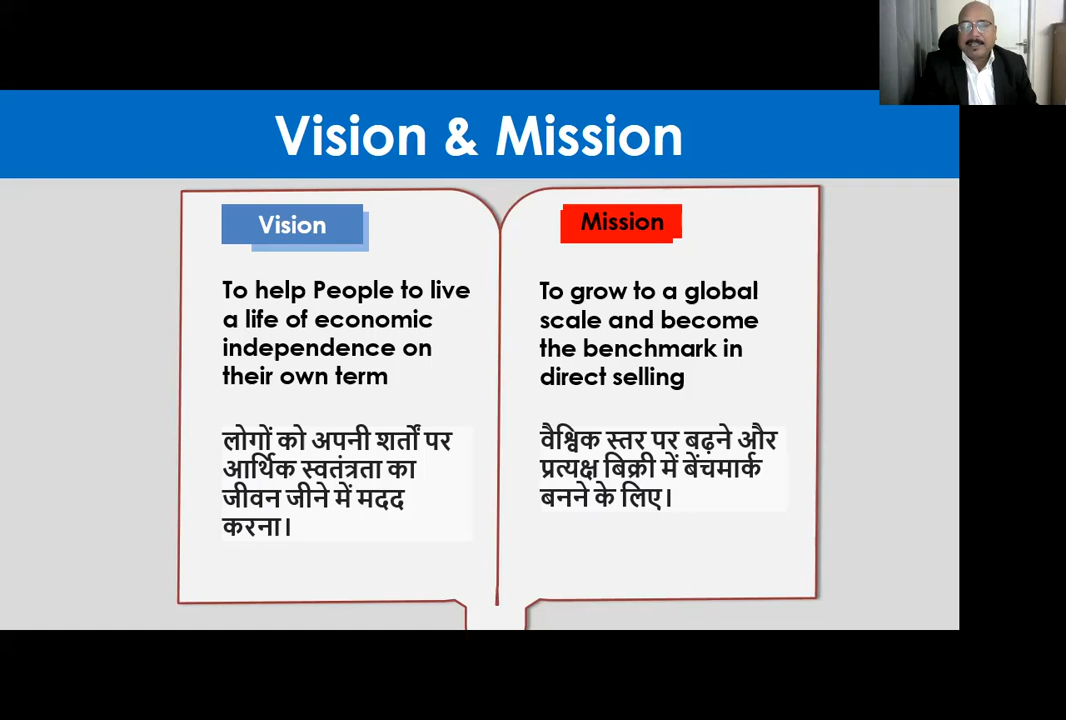 Vision & Mission
Vision
To help People to live
a life of economic
independence on
their own term
लोगों को अपनी शर्तों पर
आर्थिक स्वतंत्रता का
जीवन जीने में मदद
करना।
Mission
To grow to a global
scale and become
the benchmark in
direct selling
वैश्विक स्तर पर बढ़ने और
प्रत्यक्ष बिक्री में बेंचमार्क
बनने के लिए।